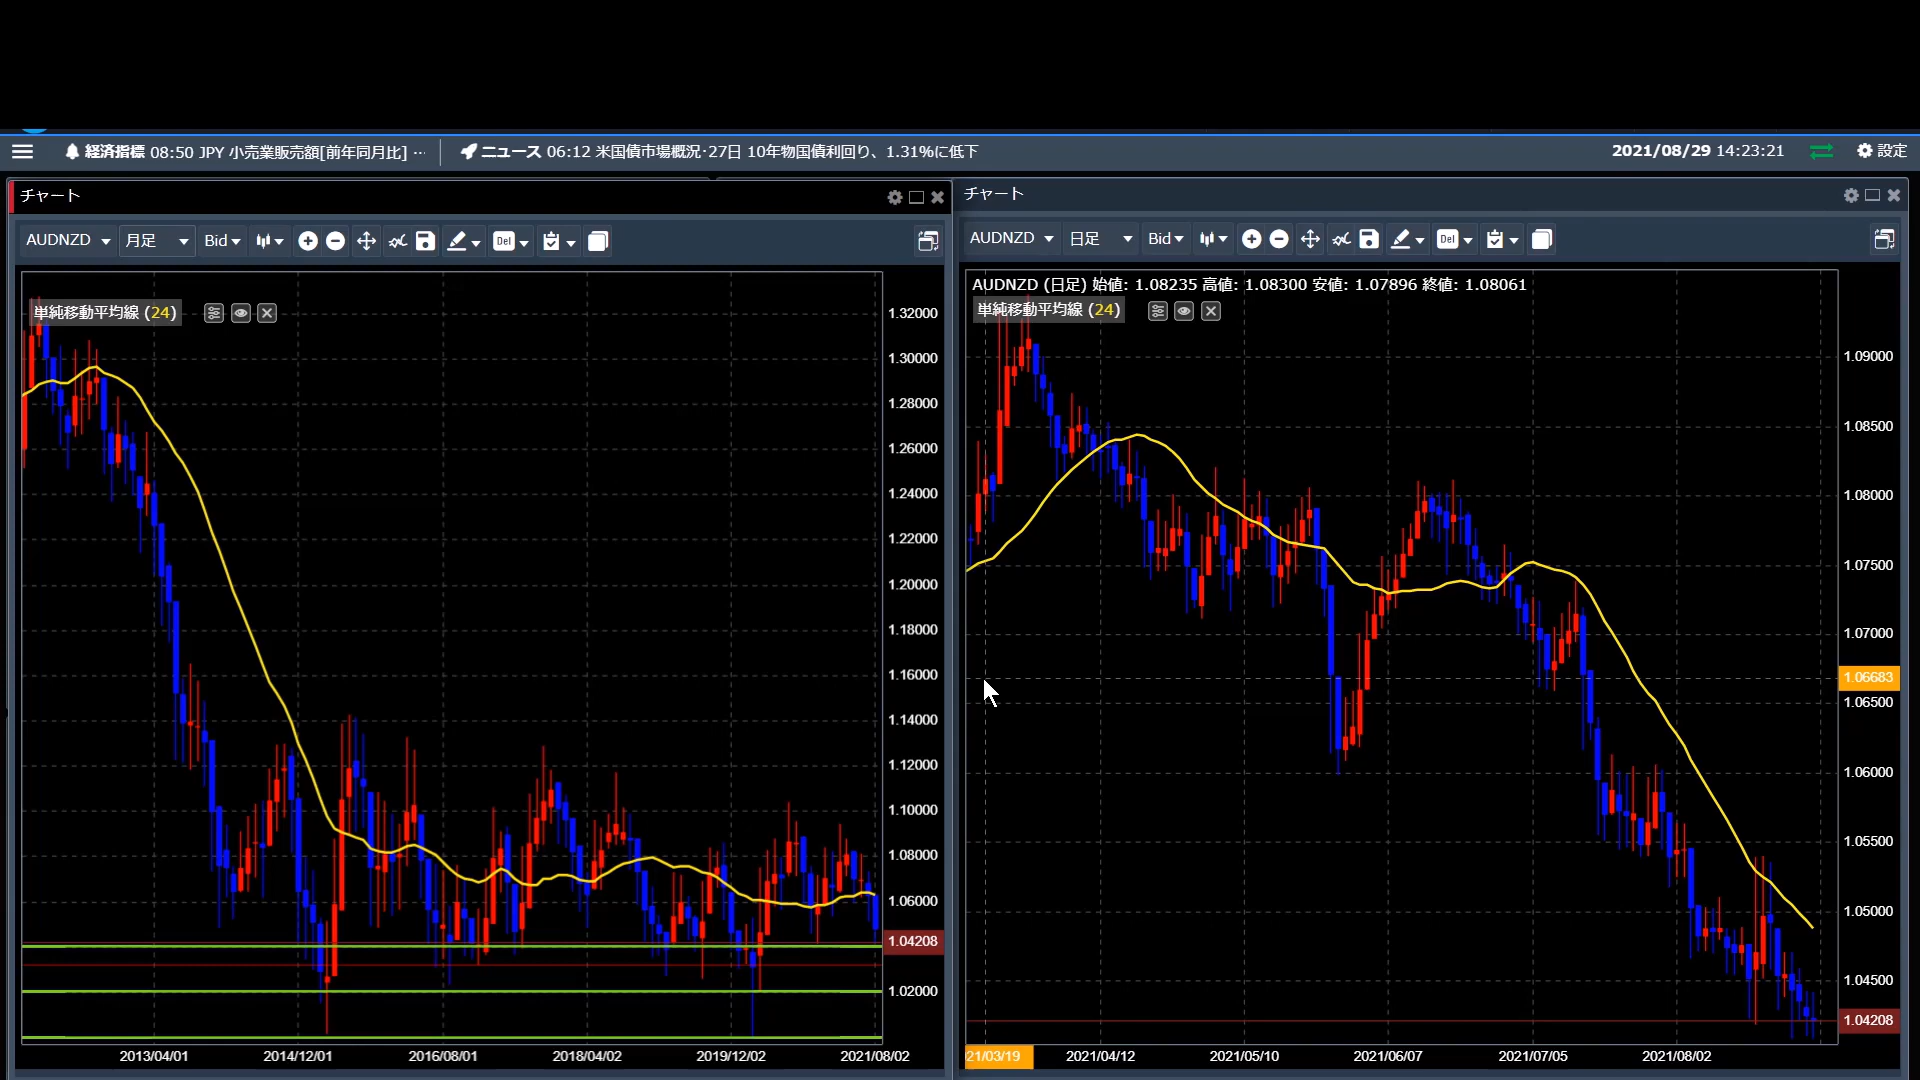 経済指標 08:50 JPY 小売業販売額[前年同月比] ··· ニュース 06:12 米国債市場概況･27日 10年物国債利回り、1.31%に低下 2021/08/29 14:23:21 設定
チャート
AUDNZD 月足 Bid Del
単純移動平均線 (24)
1.32000
1.30000
1.28000
1.26000
1.24000
1.22000
1.20000
1.18000
1.16000
1.14000
1.12000
1.10000
1.08000
1.06000
1.04208
1.02000
2013/04/01 2014/12/01 2016/08/01 2018/04/02 2019/12/02 2021/08/02
チャート
AUDNZD 日足 Bid Del
AUDNZD (日足) 始値: 1.08235 高値: 1.08300 安値: 1.07896 終値: 1.08061
単純移動平均線 (24)
1.09000
1.08500
1.08000
1.07500
1.07000
1.06683
1.06500
1.06000
1.05500
1.05000
1.04500
1.04208
21/03/19 2021/04/12 2021/05/10 2021/06/07 2021/07/05 2021/08/02